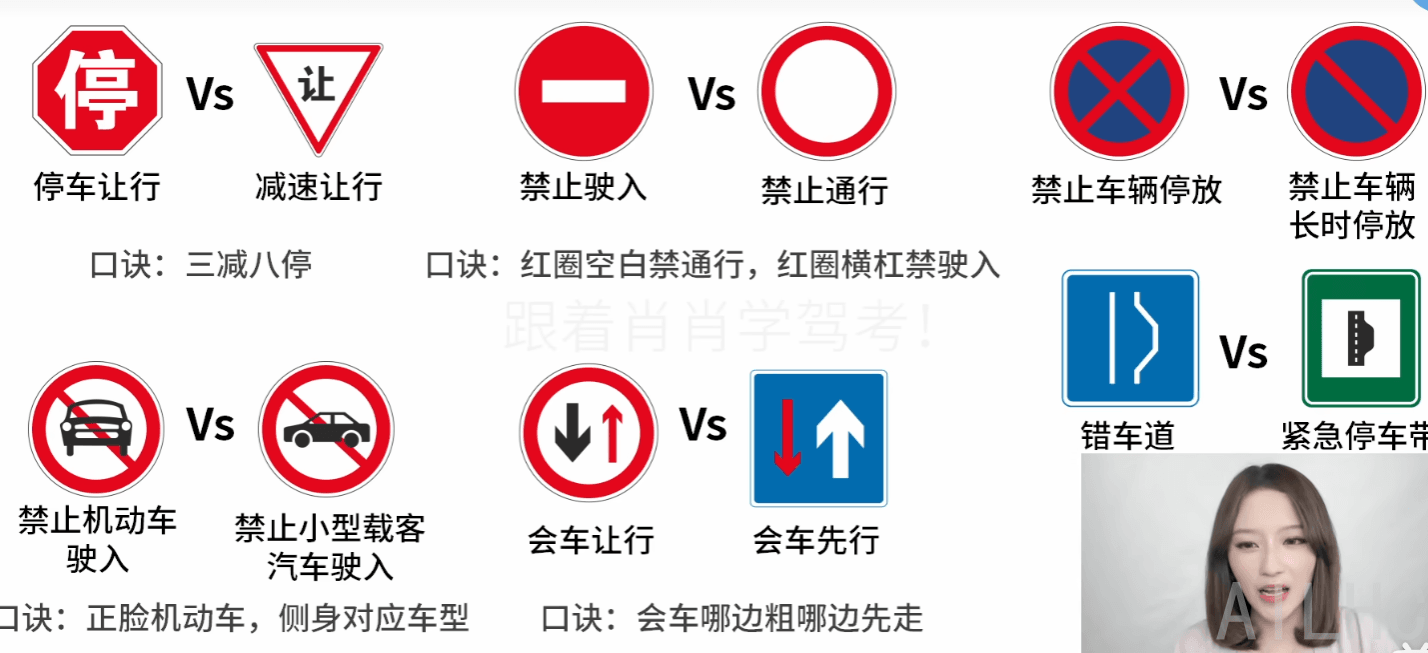 停 Vs 让
停车让行 减速让行
口诀：三减八停
Vs
禁止驶入 禁止通行
口诀：红圈空白禁通行，红圈横杠禁驶入
Vs
禁止车辆停放 禁止车辆
长时停放
跟着肖肖学驾考！
Vs
错车道 紧急停车带
Vs
禁止机动车
驶入
禁止小型载客
汽车驶入
口诀：正脸机动车，侧身对应车型
Vs
会车让行 会车先行
口诀：会车哪边粗哪边先走